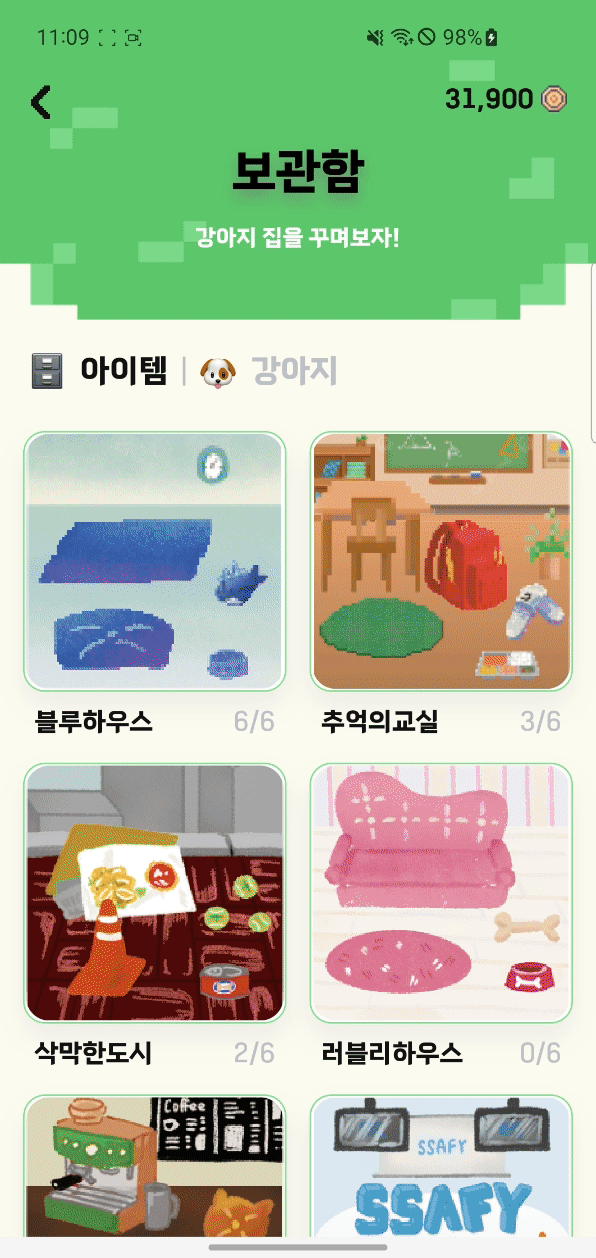 11:09 98%
31,900
보관함
강아지 집을 꾸며보자!
아이템 | 강아지
블루하우스 6/6
추억의교실 3/6
삭막한도시 2/6
러블리하우스 0/6
Coffee
SSAFY
SSAFY